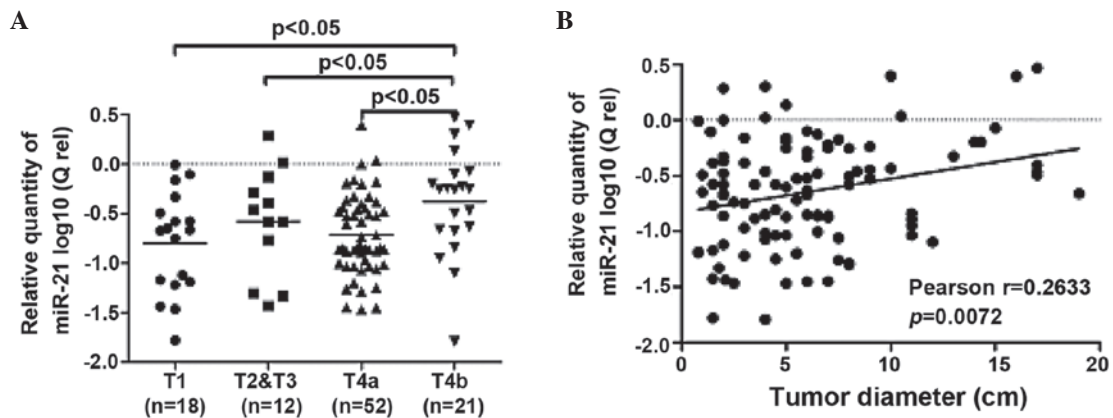 A
p<0.05
p<0.05
p<0.05
Relative quantity of
miR-21 log10 (Q rel)
0.5
0.0
-0.5
-1.0
-1.5
-2.0
T1
(n=18)
T2&T3
(n=12)
T4a
(n=52)
T4b
(n=21)
B
Relative quantity of
miR-21 log10 (Q rel)
0.5
0.0
-0.5
-1.0
-1.5
-2.0
Pearson r=0.2633
p=0.0072
0
5
10
15
20
Tumor diameter (cm)